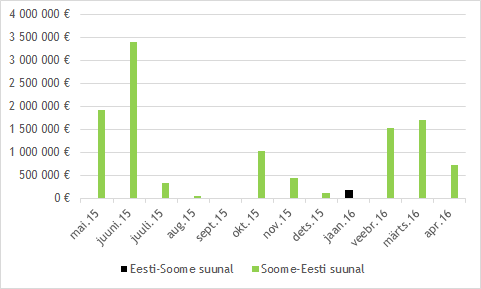 4 000 000 €
3 500 000 €
3 000 000 €
2 500 000 €
2 000 000 €
1 500 000 €
1 000 000 €
500 000 €
0 €
mai.15 juuni.15 juuli.15 aug.15 sept.15 okt.15 nov.15 dets.15 jaan.16 veebr.16 märts.16 apr.16
Eesti-Soome suunal Soome-Eesti suunal